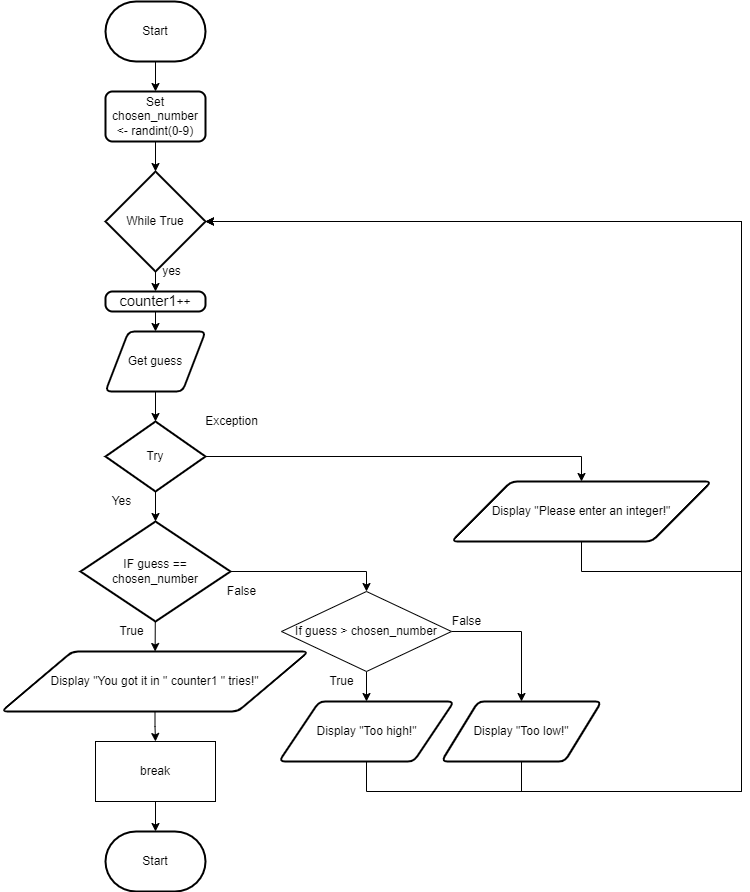 Start
Set
chosen_number
<- randint(0-9)
While True
yes
counter1++
Get guess
Exception
Try
Yes
Display "Please enter an integer!"
IF guess ==
chosen_number
False
True
If guess > chosen_number
False
True
Display "You got it in " counter1 " tries!"
Display "Too high!"
Display "Too low!"
break
Start